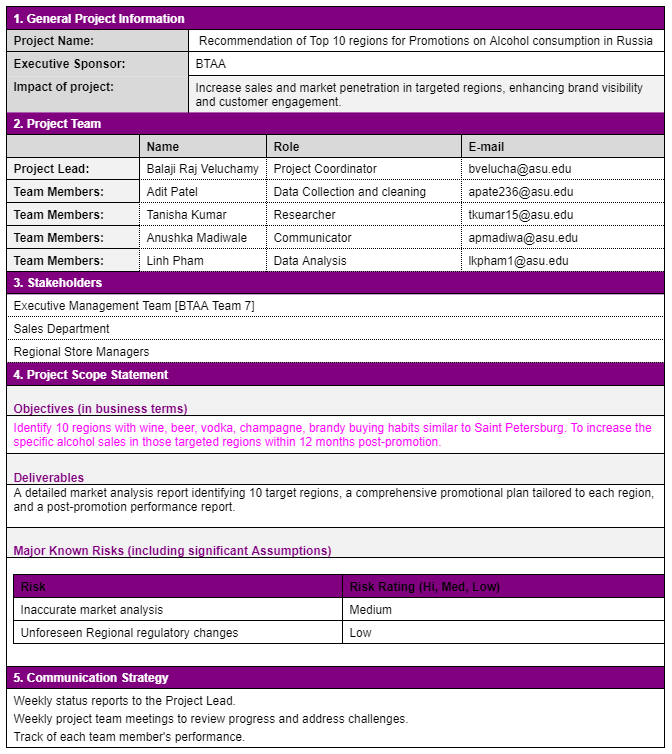 1. General Project Information
Project Name: Recommendation of Top 10 regions for Promotions on Alcohol consumption in Russia
Executive Sponsor: BTAA
Impact of project: Increase sales and market penetration in targeted regions, enhancing brand visibility
and customer engagement.
2. Project Team
Name Role E-mail
Project Lead: Balaji Raj Veluchamy Project Coordinator bvelucha@asu.edu
Team Members: Adit Patel Data Collection and cleaning apate236@asu.edu
Team Members: Tanisha Kumar Researcher tkumar15@asu.edu
Team Members: Anushka Madiwale Communicator apmadiwa@asu.edu
Team Members: Linh Pham Data Analysis lkpham1@asu.edu
3. Stakeholders
Executive Management Team [BTAA Team 7]
Sales Department
Regional Store Managers
4. Project Scope Statement
Objectives (in business terms)
Identify 10 regions with wine, beer, vodka, champagne, brandy buying habits similar to Saint Petersburg. To increase the
specific alcohol sales in those targeted regions within 12 months post-promotion.
Deliverables
A detailed market analysis report identifying 10 target regions, a comprehensive promotional plan tailored to each region,
and a post-promotion performance report.
Major Known Risks (including significant Assumptions)
Risk Risk Rating (Hi, Med, Low)
Inaccurate market analysis Medium
Unforeseen Regional regulatory changes Low
5. Communication Strategy
Weekly status reports to the Project Lead.
Weekly project team meetings to review progress and address challenges.
Track of each team member's performance.